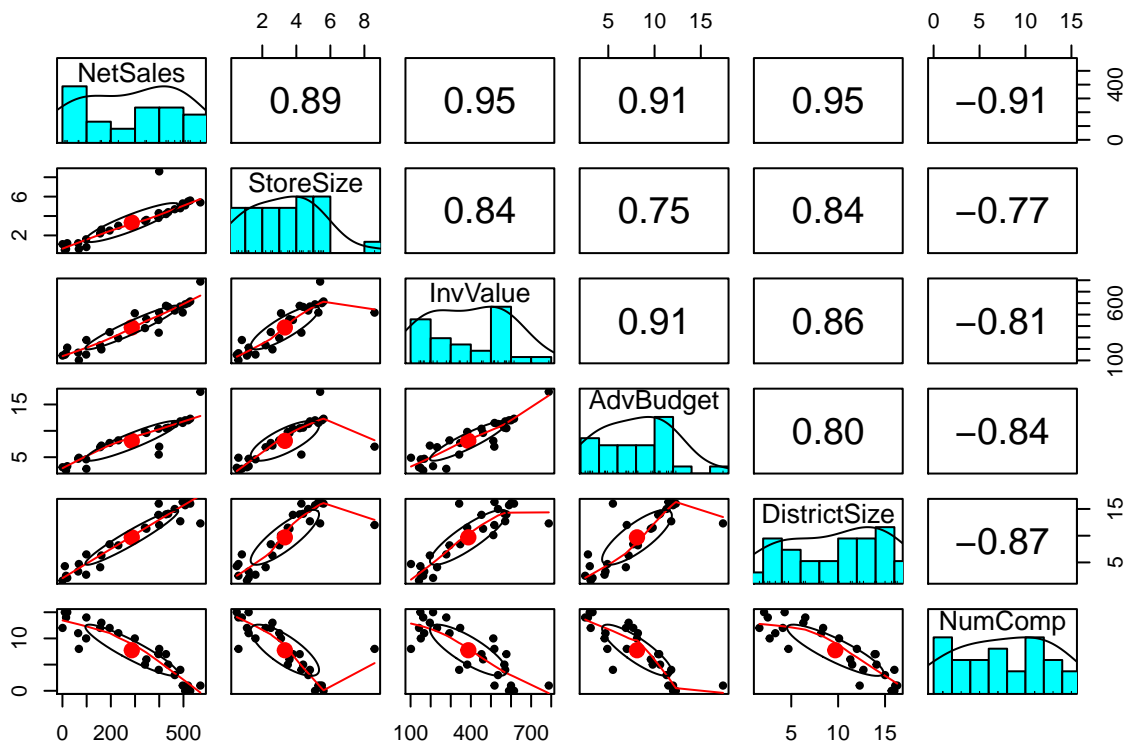 2 4 6 8 5 10 15 0 5 10 15
NetSales 0.89 0.95 0.91 0.95 −0.91 0 400
2 6 StoreSize 0.84 0.75 0.84 −0.77
InvValue 0.91 0.86 −0.81 100 600
5 15 AdvBudget 0.80 −0.84
DistrictSize −0.87 5 15
0 10 NumComp
0 200 500 100 400 700 5 10 15